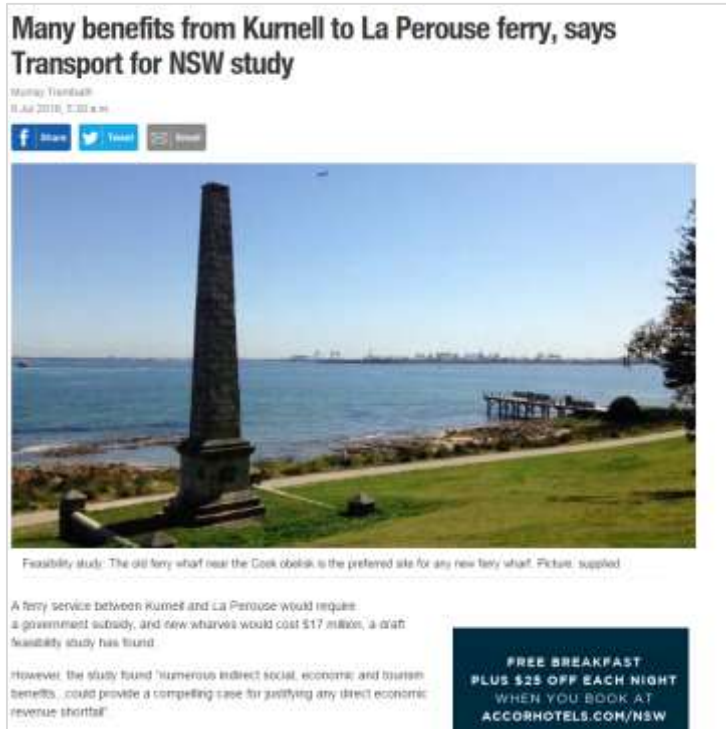 Many benefits from Kurnell to La Perouse ferry, says
Transport for NSW study
Murray Trembath
Share
Tweet
Email
Feasibility study: The old ferry wharf near the Cook obelisk is the preferred site for any new ferry wharf. Picture: supplied
A ferry service between Kurnell and La Perouse would require
a government subsidy, and new wharves would cost $17 million, a draft
feasibility study has found.
However, the study found "numerous indirect social, economic and tourism
benefits...could provide a compelling case for justifying any direct economic
revenue shortfall".
FREE BREAKFAST
PLUS $25 OFF EACH NIGHT
WHEN YOU BOOK AT
ACCORHOTELS.COM/NSW